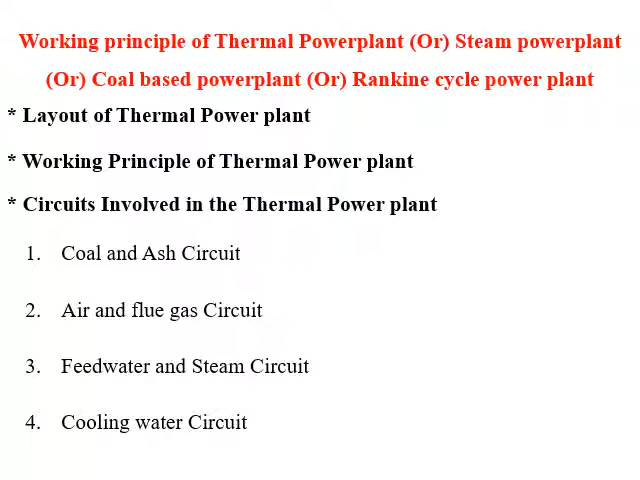 Working principle of Thermal Powerplant (Or) Steam powerplant
(Or) Coal based powerplant (Or) Rankine cycle power plant
* Layout of Thermal Power plant
* Working Principle of Thermal Power plant
* Circuits Involved in the Thermal Power plant
1. Coal and Ash Circuit
2. Air and flue gas Circuit
3. Feedwater and Steam Circuit
4. Cooling water Circuit